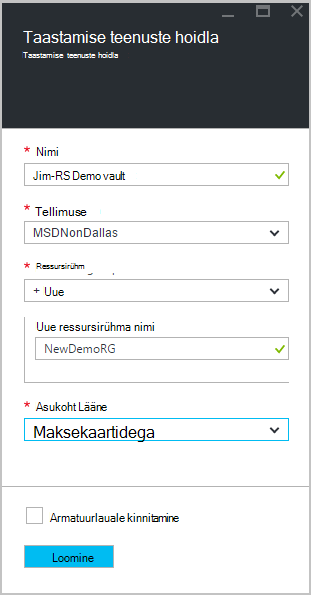 Taastamise teenuste hoidla
Taastamise teenuste hoidla
* Nimi
Jim-RS Demo vault
* Tellimuse
MSDNonDallas
* Ressursirühm
+ Uue
Uue ressursirühma nimi
NewDemoRG
* Asukoht Lääne
Maksekaartidega
Armatuurlauale kinnitamine
Loomine